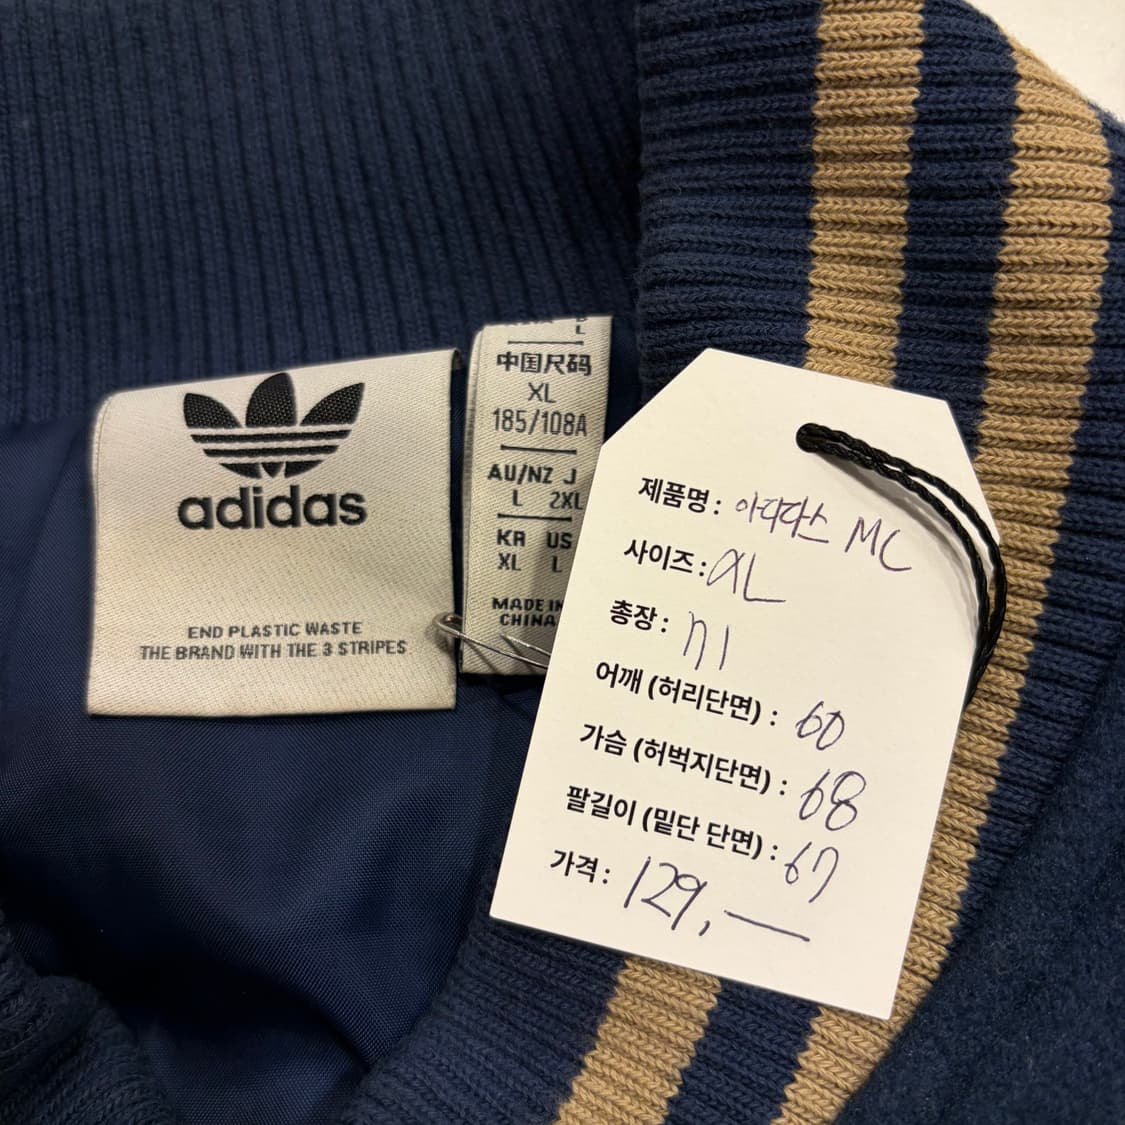 adidas
END PLASTIC WASTE
THE BRAND WITH THE 3 STRIPES
L
中国尺码
XL
185/108A
AU/NZ J
L 2XL
KR US
XL L
MADE IN
CHINA
제품명: 아디다스 MC
사이즈: XL
총장: 71
어깨 (허리단면) : 60
가슴 (허벅지단면) : 68
팔길이 (밑단 단면) : 67
가격: 129,—